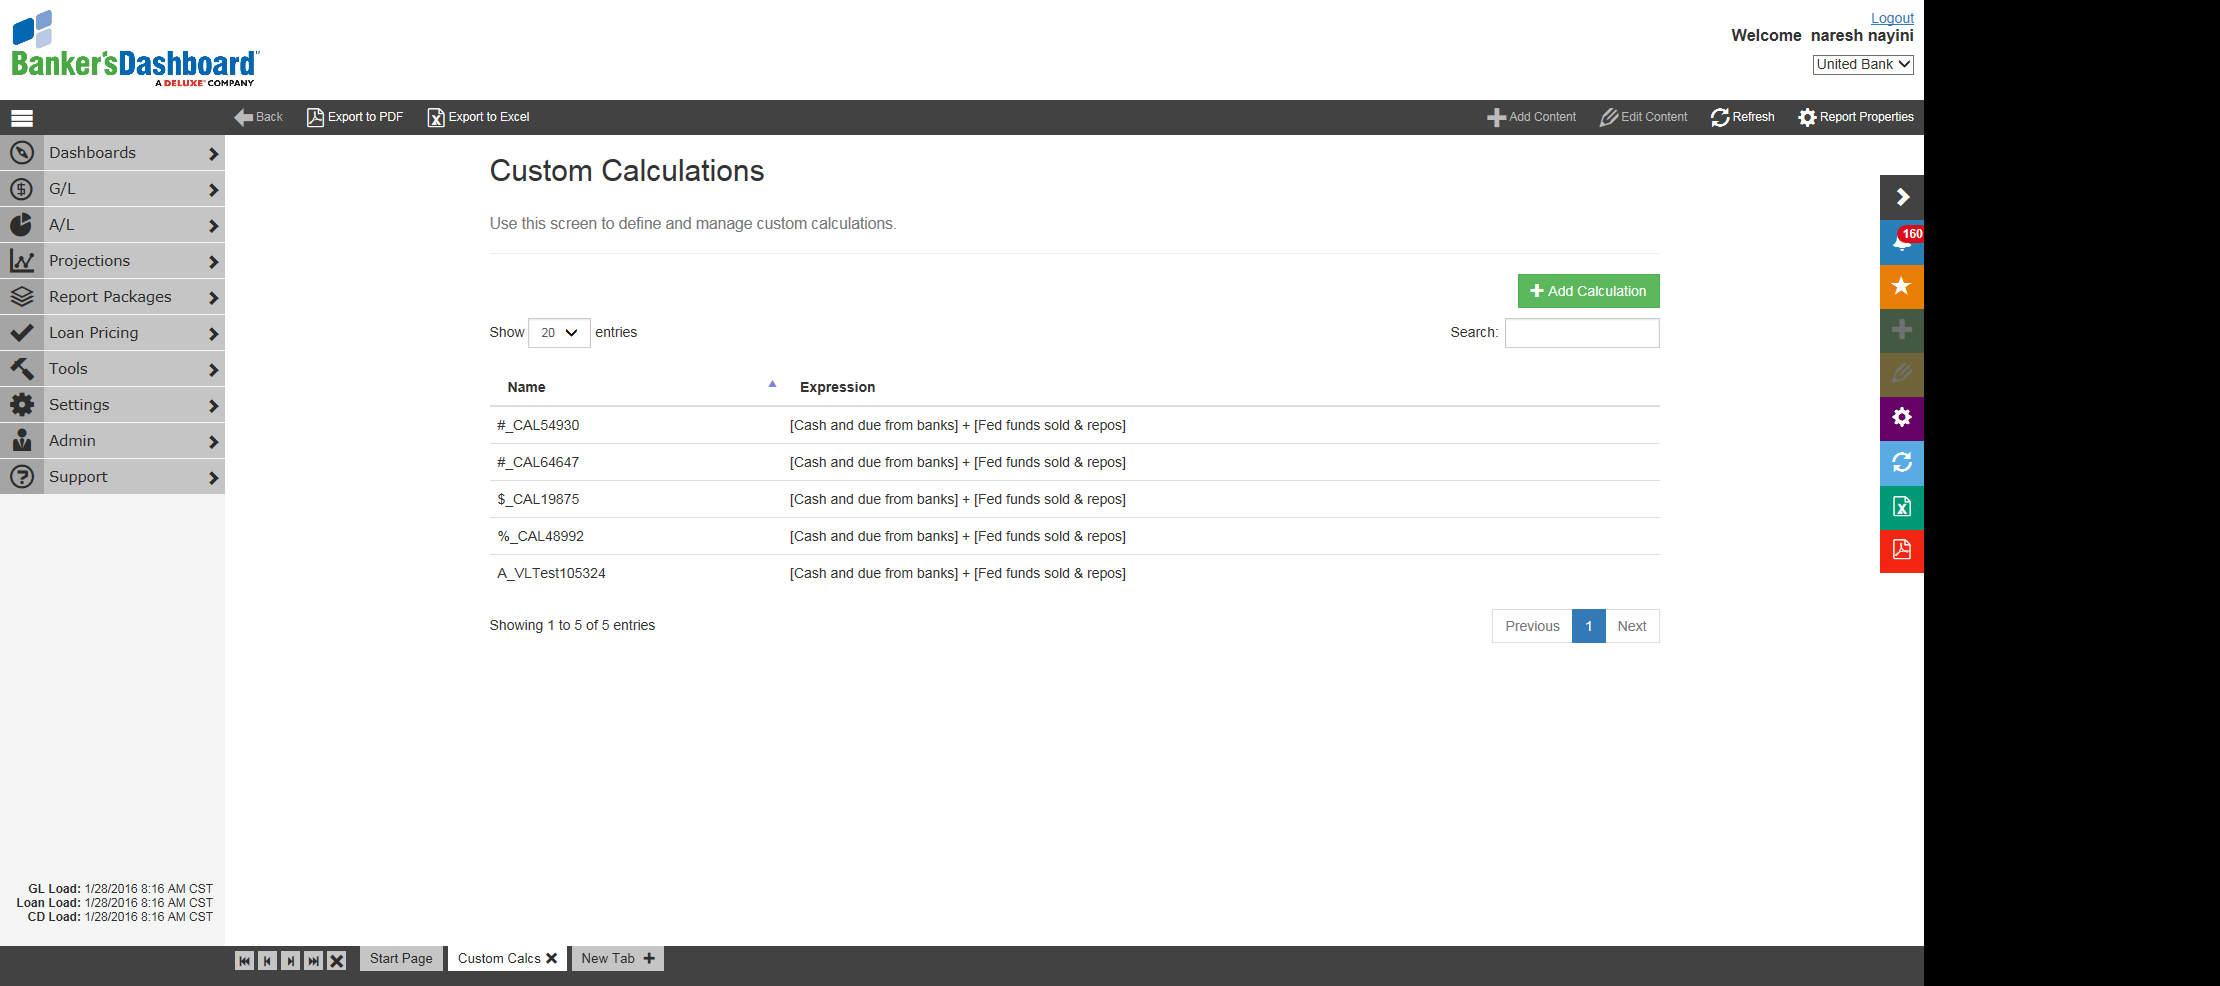 Banker'sDashboard
A DELUXE COMPANY
Logout
Welcome naresh nayini
United Bank
Back Export to PDF Export to Excel Add Content Edit Content Refresh Report Properties
Dashboards
G/L
A/L
Projections
Report Packages
Loan Pricing
Tools
Settings
Admin
Support
GL Load: 1/28/2016 8:16 AM CST
Loan Load: 1/28/2016 8:16 AM CST
CD Load: 1/28/2016 8:16 AM CST
Custom Calculations
Use this screen to define and manage custom calculations.
Add Calculation
Show 20 entries Search:
Name Expression
#_CAL54930 [Cash and due from banks] + [Fed funds sold & repos]
#_CAL64647 [Cash and due from banks] + [Fed funds sold & repos]
$_CAL19875 [Cash and due from banks] + [Fed funds sold & repos]
%_CAL48992 [Cash and due from banks] + [Fed funds sold & repos]
A_VLTest105324 [Cash and due from banks] + [Fed funds sold & repos]
Showing 1 to 5 of 5 entries Previous 1 Next
160
Start Page Custom Calcs New Tab